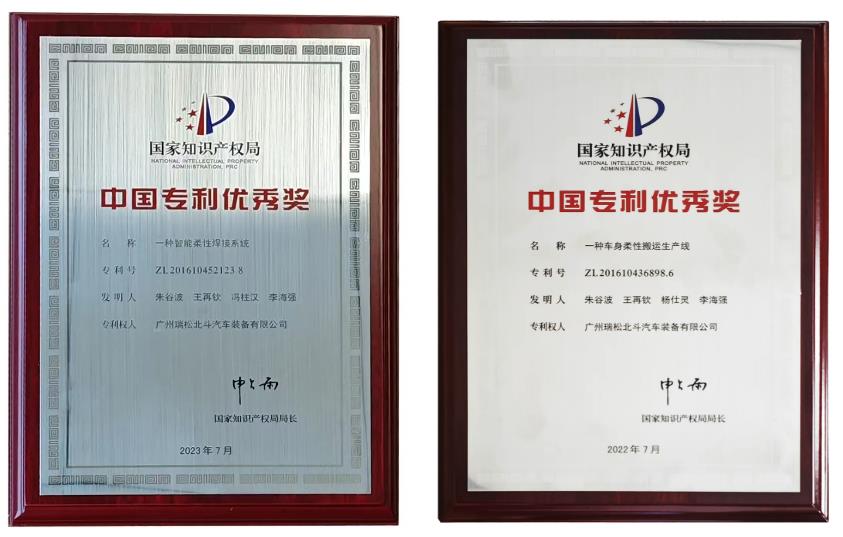 国家知识产权局
NATIONAL INTELLECTUAL PROPERTY
ADMINISTRATION, PRC
中国专利优秀奖
名 称 一种智能柔性焊接系统
专利号 ZL201610452123 8
发明人 朱谷波 王再钦 冯柱汉 李海强
专利权人 广州瑞松北斗汽车装备有限公司
申长雨
国家知识产权局局长
2023年7月
国家知识产权局
NATIONAL INTELLECTUAL PROPERTY
ADMINISTRATION, PRC
中国专利优秀奖
名 称 一种车身柔性搬运生产线
专利号 ZL201610436898.6
发明人 朱谷波 王再钦 杨仕灵 李海强
专利权人 广州瑞松北斗汽车装备有限公司
申长雨
国家知识产权局局长
2022年7月